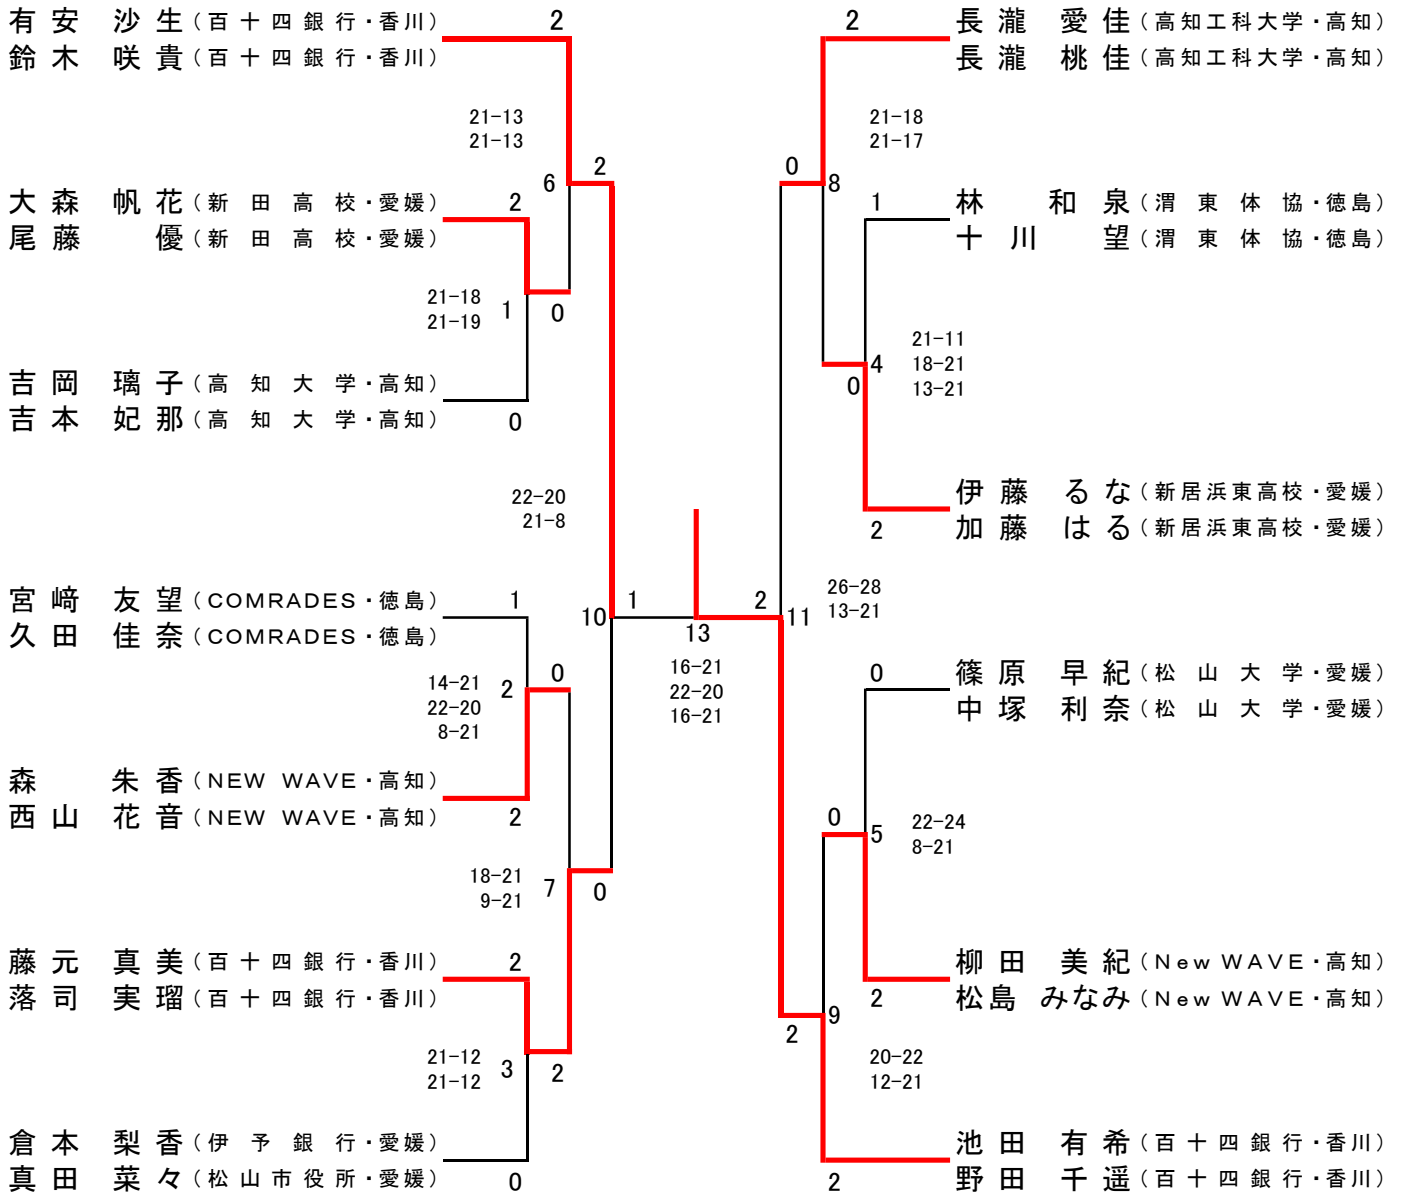 有安 沙生（百十四銀行・香川）
鈴木 咲貴（百十四銀行・香川）
2
21-13
21-13
6
2
大森 帆花（新田高校・愛媛）
尾藤 優（新田高校・愛媛）
2
21-18
21-19
1
0
吉岡 璃子（高知大学・高知）
吉本 妃那（高知大学・高知）
0
22-20
21-8
宮﨑 友望（COMRADES・徳島）
久田 佳奈（COMRADES・徳島）
1
10
1
14-21
22-20
8-21
2
0
森 朱香（NEW WAVE・高知）
西山 花音（NEW WAVE・高知）
2
18-21
9-21
7
0
藤元 真美（百十四銀行・香川）
落司 実瑠（百十四銀行・香川）
2
21-12
21-12
3
2
倉本 梨香（伊予銀行・愛媛）
真田 菜々（松山市役所・愛媛）
0
13
16-21
22-20
16-21
2
長瀧 愛佳（高知工科大学・高知）
長瀧 桃佳（高知工科大学・高知）
21-18
21-17
0
8
1
林 和泉（渭東体協・徳島）
十川 望（渭東体協・徳島）
21-11
18-21
13-21
4
0
伊藤 るな（新居浜東高校・愛媛）
加藤 はる（新居浜東高校・愛媛）
2
26-28
13-21
2
11
0
篠原 早紀（松山大学・愛媛）
中塚 利奈（松山大学・愛媛）
0
5
22-24
8-21
柳田 美紀（New WAVE・高知）
松島 みなみ（New WAVE・高知）
2
9
2
20-22
12-21
池田 有希（百十四銀行・香川）
野田 千遥（百十四銀行・香川）
2